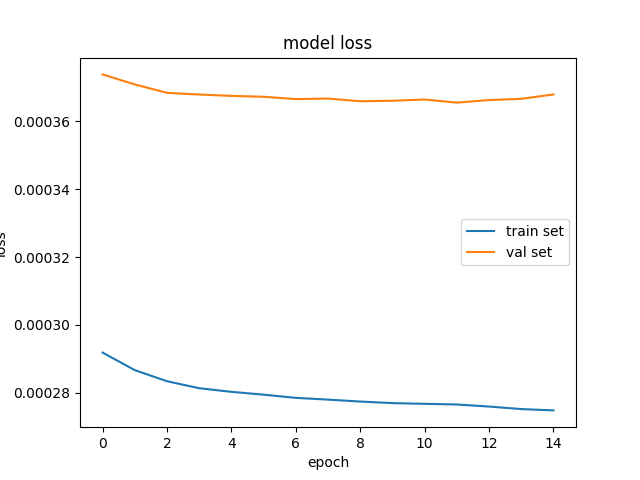 model loss
0.00036
0.00034
0.00032
0.00030
0.00028
loss
train set
val set
0 2 4 6 8 10 12 14
epoch